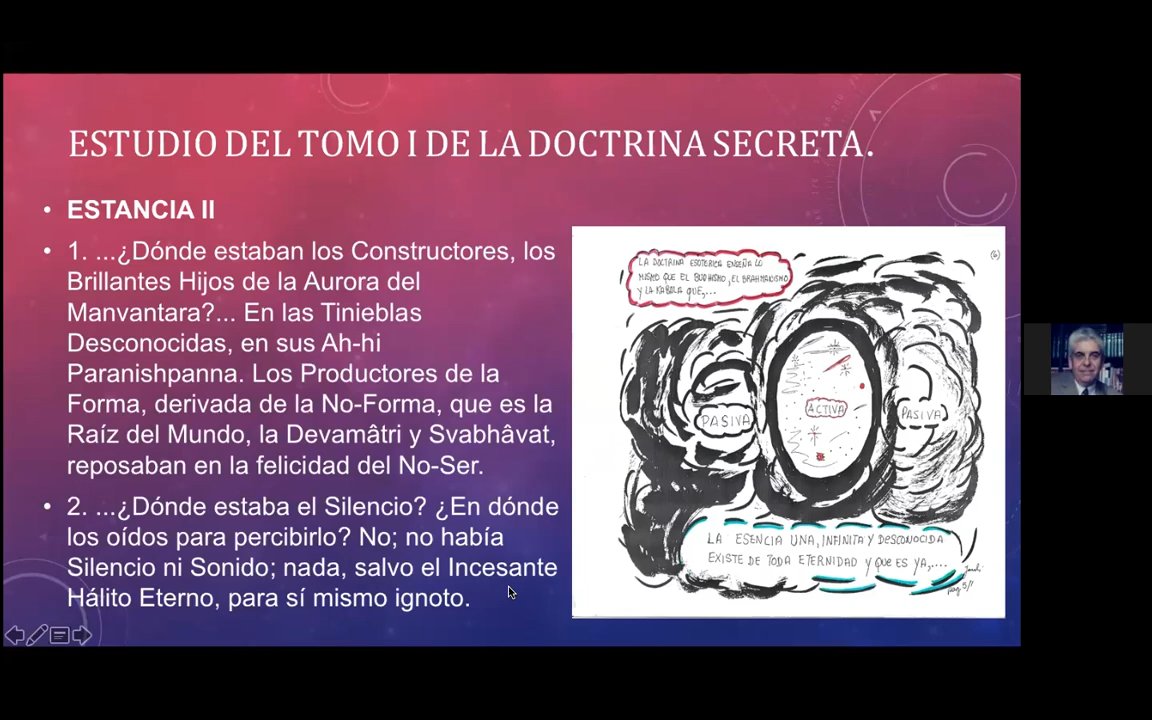 ESTUDIO DEL TOMO I DE LA DOCTRINA SECRETA.
• ESTANCIA II
• 1. ...¿Dónde estaban los Constructores, los
Brillantes Hijos de la Aurora del
Manvantara?... En las Tinieblas
Desconocidas, en sus Ah-hi
Paranishpanna. Los Productores de la
Forma, derivada de la No-Forma, que es la
Raíz del Mundo, la Devamâtri y Svabhâvat,
reposaban en la felicidad del No-Ser.
• 2. ...¿Dónde estaba el Silencio? ¿En dónde
los oídos para percibirlo? No; no había
Silencio ni Sonido; nada, salvo el Incesante
Hálito Eterno, para sí mismo ignoto.
LA DOCTRINA ESOTERICA ENSEÑA LO
MISMO QUE EL BUDHISMO, EL BRAHMANISMO
Y LA KABALA QUE,...
PASIVA
ACTIVA
PASIVA
LA ESENCIA UNA, INFINITA Y DESCONOCIDA
EXISTE DE TODA ETERNIDAD Y QUE ES YA,....